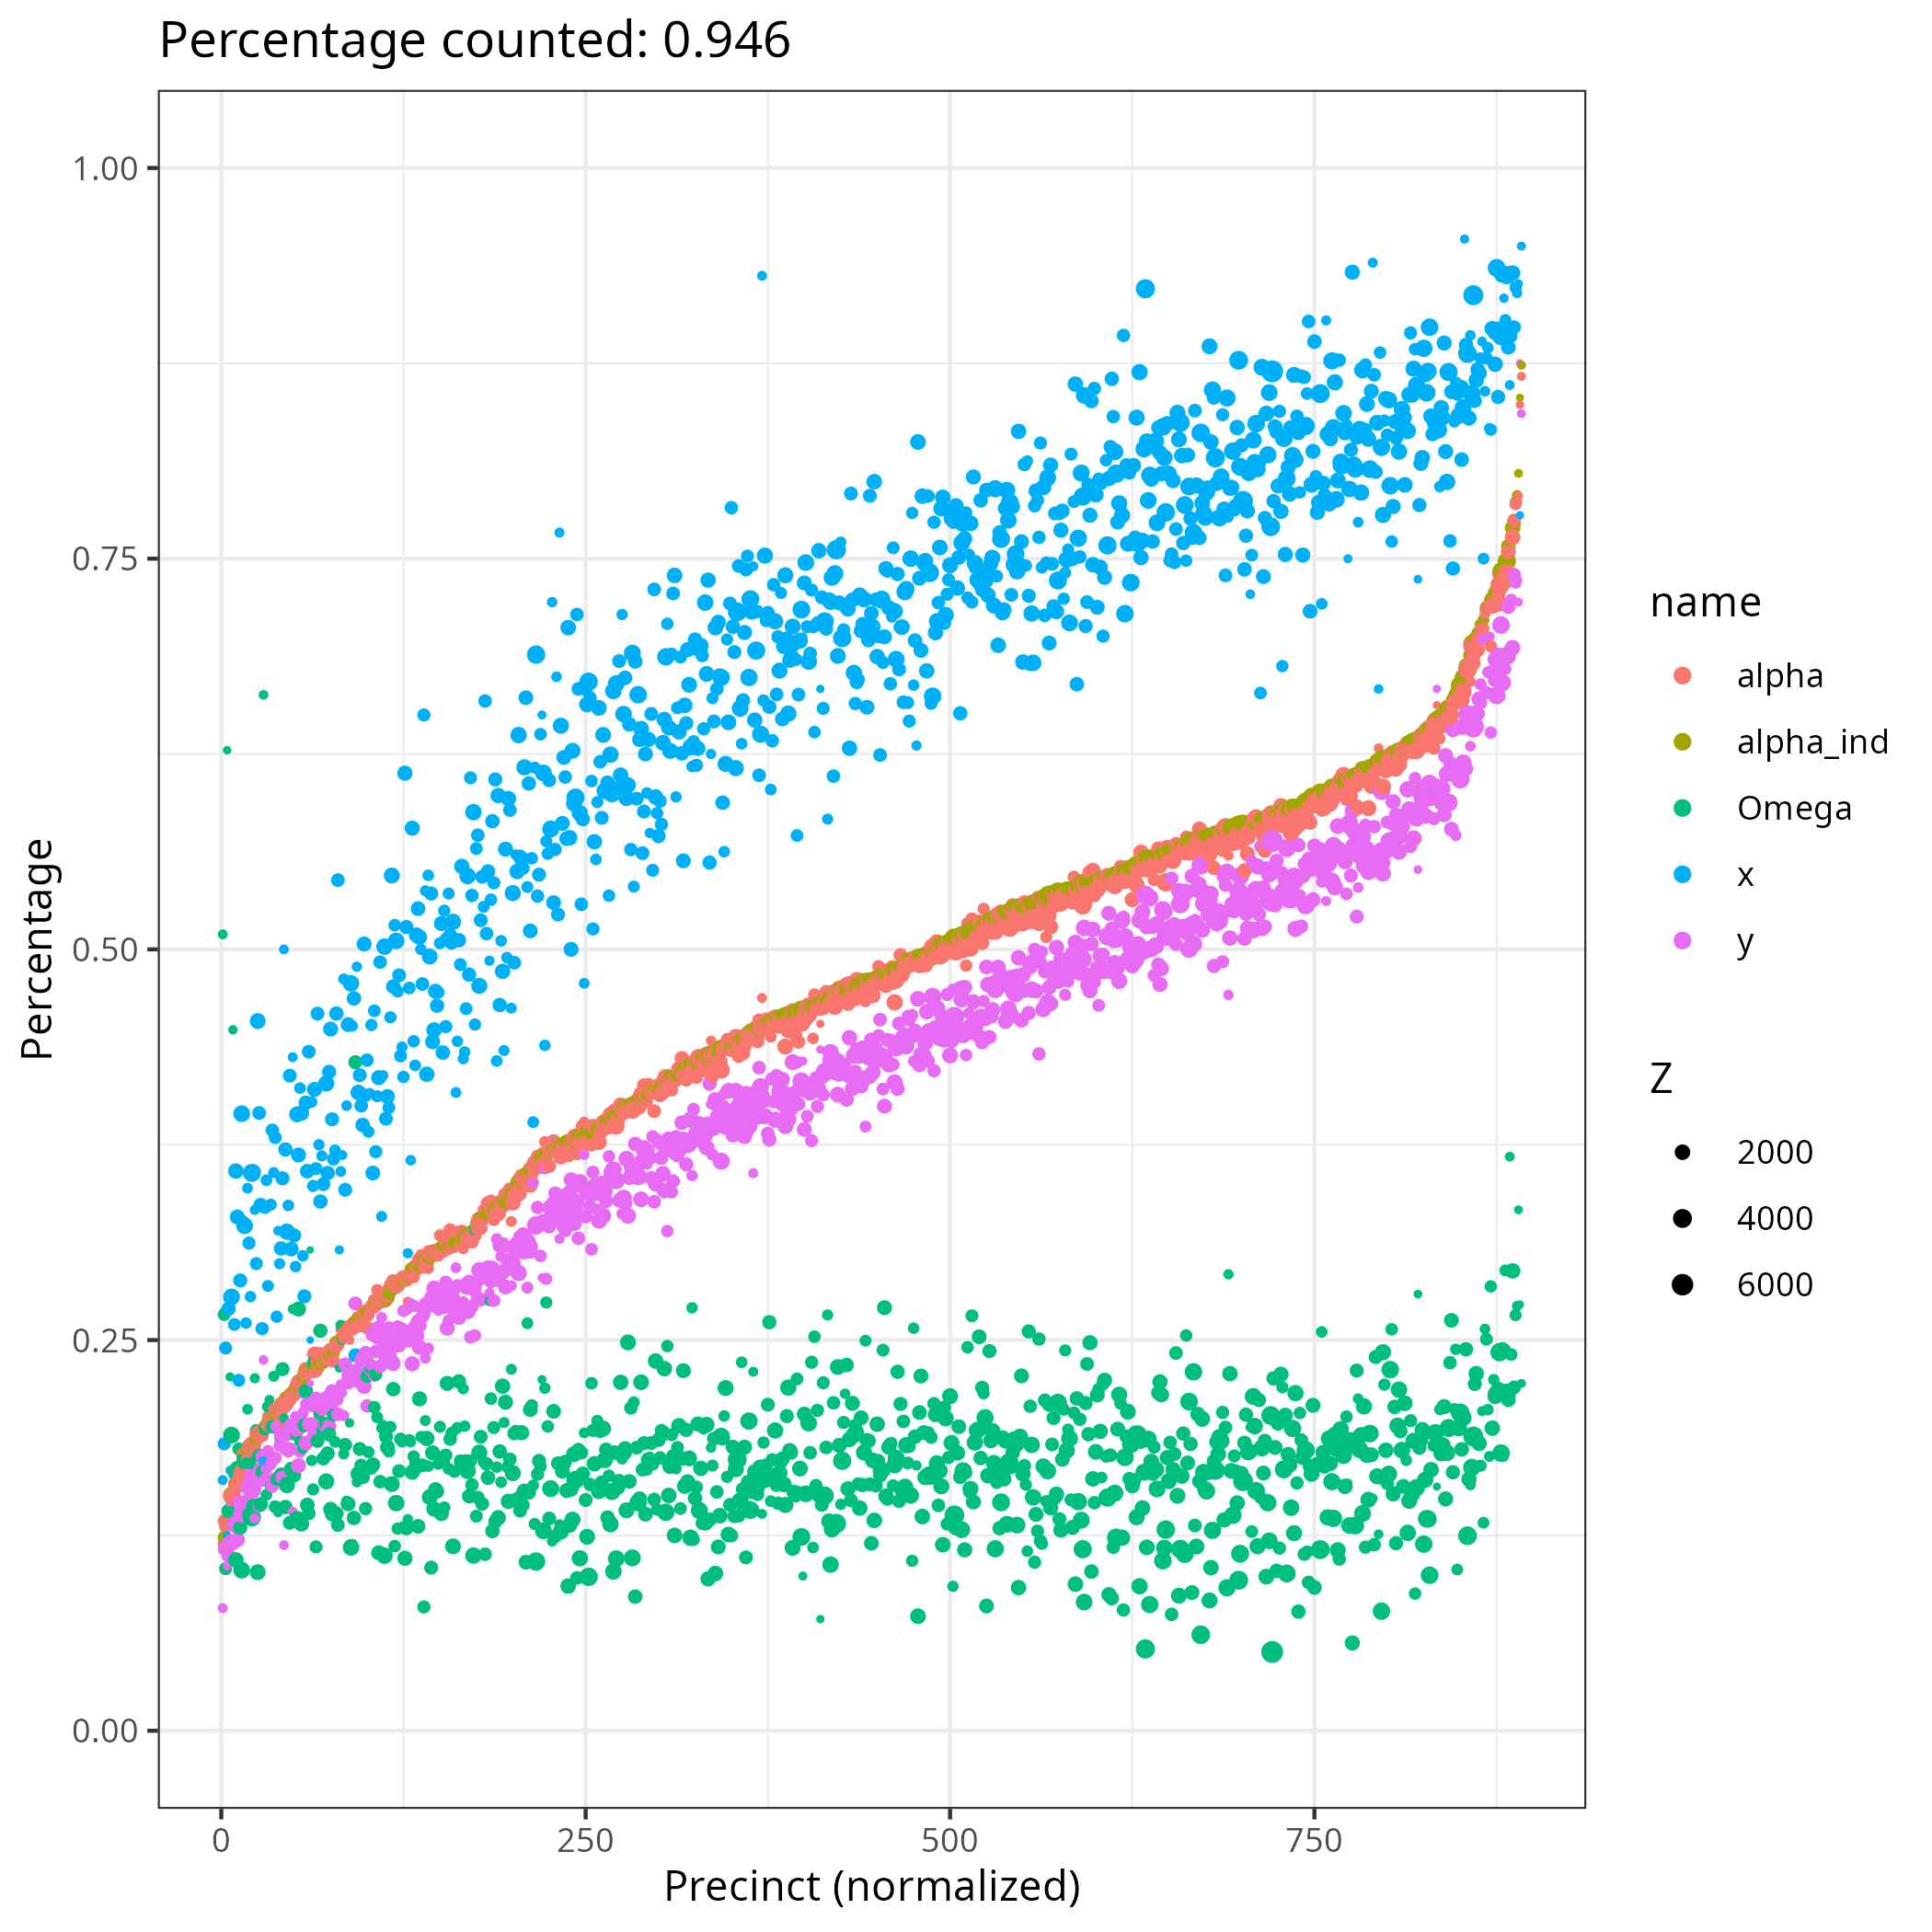 Percentage counted: 0.946
1.00
0.75
0.50
0.25
0.00
Percentage
0
250
500
750
Precinct (normalized)
name
alpha
alpha_ind
Omega
x
y
Z
2000
4000
6000